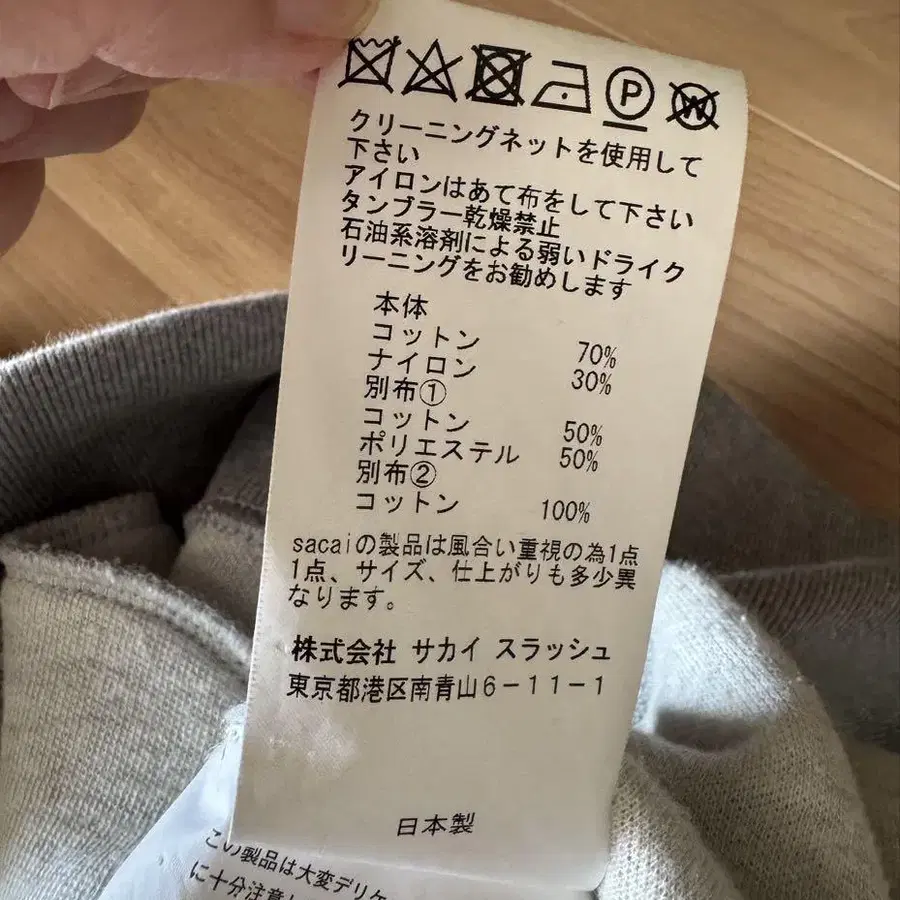 P
W
クリーニングネットを使用して
下さい
アイロンはあて布をして下さい
タンブラー乾燥禁止
石油系溶剤による弱いドライク
リーニングをお勧めします
本体
コットン 70%
ナイロン 30%
別布①
コットン 50%
ポリエステル 50%
別布②
コットン 100%
sacaiの製品は風合い重視の為1点
1点、サイズ、仕上がりも多少異
なります。
株式会社 サカイ スラッシュ
東京都港区南青山6-11-1
日本製
この製品は大変デリケ
に十分注意し